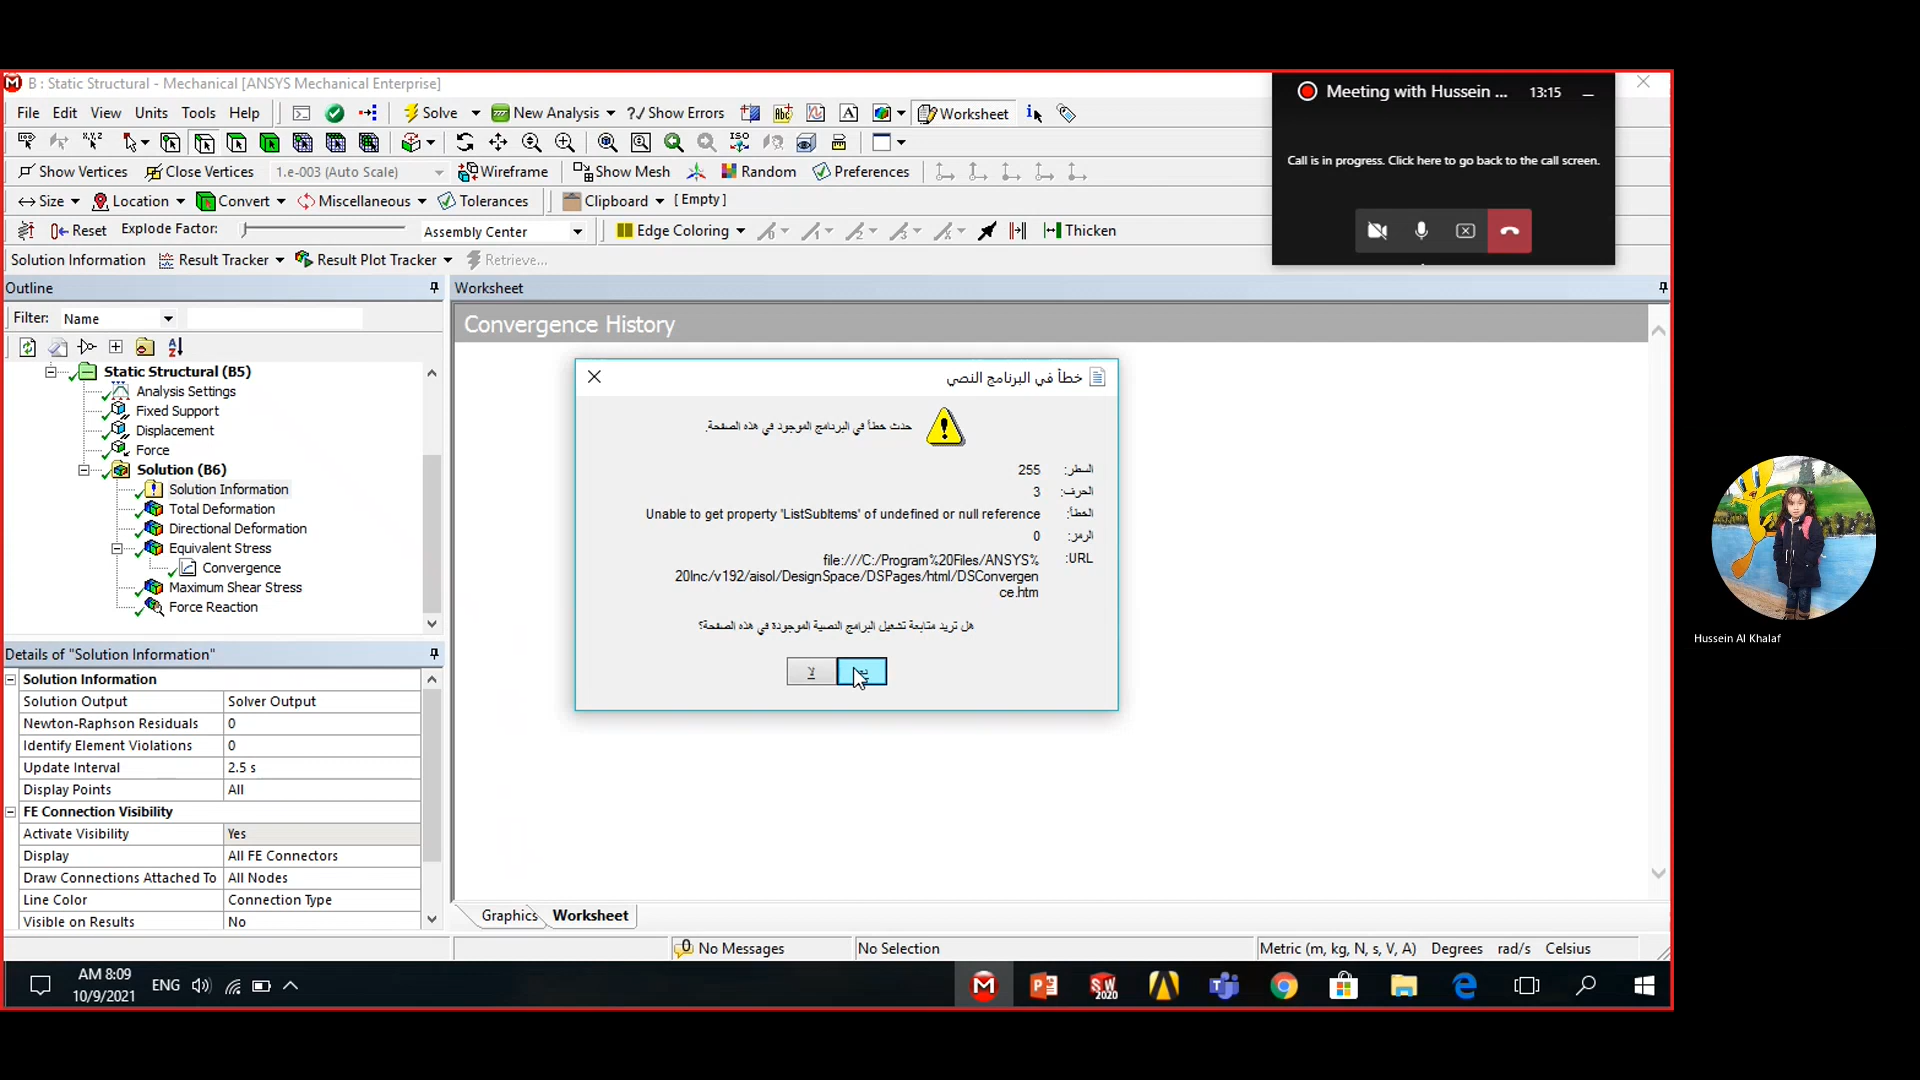 B : Static Structural - Mechanical [ANSYS Mechanical Enterprise]
File Edit View Units Tools Help Solve New Analysis ?/ Show Errors Worksheet
Show Vertices Close Vertices 1.e-003 (Auto Scale) Wireframe Show Mesh Random Preferences
Size Location Convert Miscellaneous Tolerances Clipboard [ Empty ]
Reset Explode Factor: Assembly Center Edge Coloring Thicken
Solution Information Result Tracker Result Plot Tracker Retrieve...
Meeting with Hussein ... 13:15
Call is in progress. Click here to go back to the call screen.
Outline
Filter: Name
Static Structural (B5)
Analysis Settings
Fixed Support
Displacement
Force
Solution (B6)
Solution Information
Total Deformation
Directional Deformation
Equivalent Stress
Convergence
Maximum Shear Stress
Force Reaction
Details of "Solution Information"
Solution Information
Solution Output Solver Output
Newton-Raphson Residuals 0
Identify Element Violations 0
Update Interval 2.5 s
Display Points All
FE Connection Visibility
Activate Visibility Yes
Display All FE Connectors
Draw Connections Attached To All Nodes
Line Color Connection Type
Visible on Results No
Worksheet
Convergence History
خطأ في البرنامج النصي
حدث خطأ في البرنامج الموجود في هذه الصفحة.
السطر: 255
الحرف: 3
الخطأ: Unable to get property 'ListSubItems' of undefined or null reference
الرمز: 0
URL: file:///C:/Program%20Files/ANSYS%
20Inc/v192/aisol/DesignSpace/DSPages/html/DSConvergen
ce.htm
هل تريد متابعة تشغيل البرامج النصية الموجودة في هذه الصفحة؟
لا
Graphics Worksheet
0 No Messages No Selection Metric (m, kg, N, s, V, A) Degrees rad/s Celsius
AM 8:09
10/9/2021
ENG
SW
2020
Hussein Al Khalaf